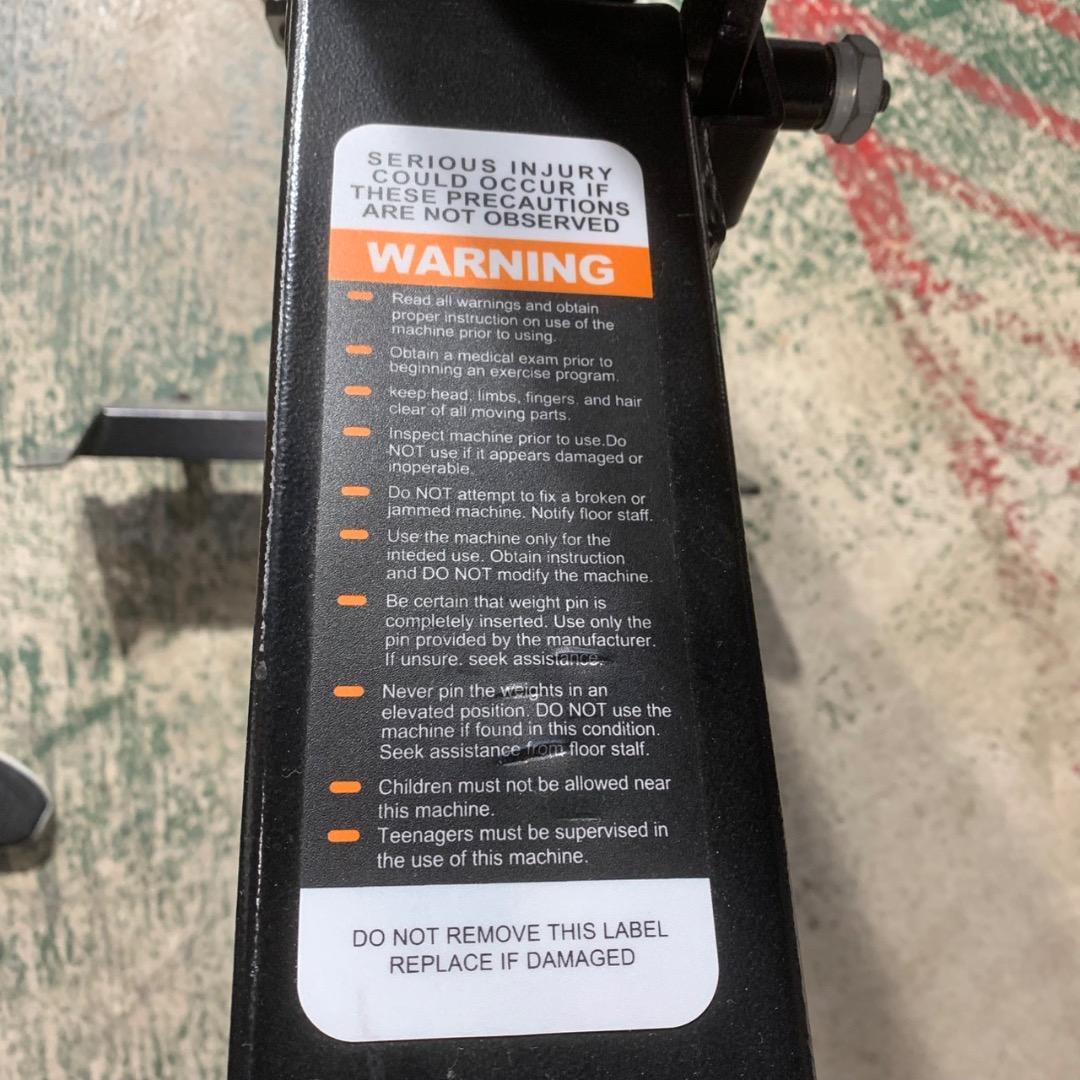 SERIOUS INJURY
COULD OCCUR IF
THESE PRECAUTIONS
ARE NOT OBSERVED
WARNING
Read all warnings and obtain
proper instruction on use of the
machine prior to using.
Obtain a medical exam prior to
beginning an exercise program.
keep head, limbs, fingers, and hair
clear of all moving parts.
Inspect machine prior to use.Do
NOT use if it appears damaged or
inoperable.
Do NOT attempt to fix a broken or
jammed machine. Notify floor staff.
Use the machine only for the
inteded use. Obtain instruction
and DO NOT modify the machine.
Be certain that weight pin is
completely inserted. Use only the
pin provided by the manufacturer.
If unsure. seek assistance.
Never pin the weights in an
elevated position. DO NOT use the
machine if found in this condition.
Seek assistance from floor stalf.
Children must not be allowed near
this machine.
Teenagers must be supervised in
the use of this machine.
DO NOT REMOVE THIS LABEL
REPLACE IF DAMAGED